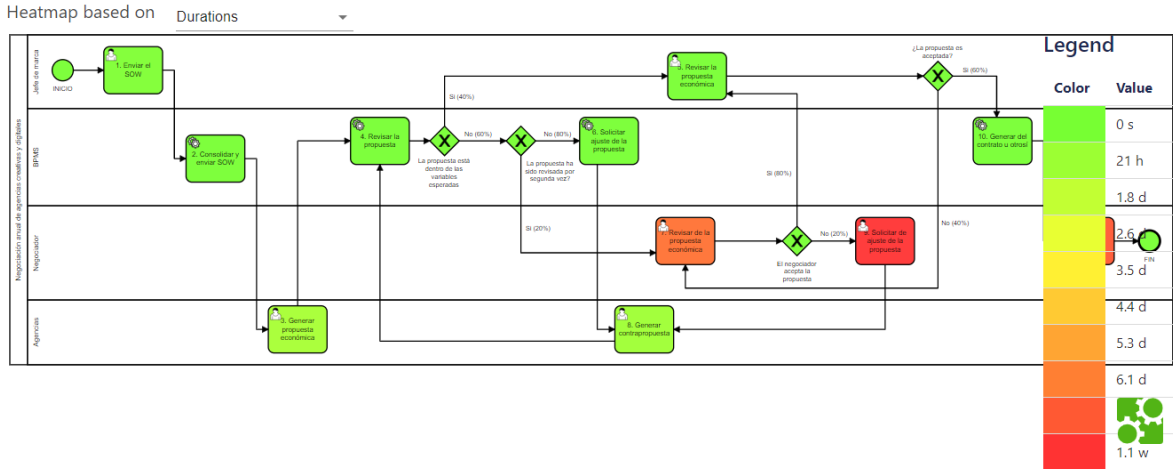 Heatmap based on
Durations
Legend
Color
Value
0 s
21 h
1.8 d
2.6 d
3.5 d
4.4 d
5.3 d
6.1 d
1.1 w
Negociación anual de agencias creativas y digitales
Jefe de marca
INICIO
1. Enviar el
SOW
5. Revisar la
propuesta
económica
¿La propuesta es
aceptada?
Si (60%)
Si (40%)
BPMS
2. Consolidar y
enviar SOW
4. Revisar la
propuesta
No (60%)
La propuesta está
dentro de las
variables
esperadas
No (80%)
La propuesta ha
sido revisada por
segunda vez?
6. Solicitar
ajuste de la
propuesta
10. Generar del
contrato u otrosí
Si (80%)
Negociador
Si (20%)
Revisar de la
propuesta
económica
No (20%)
El negociador
acepta la
propuesta
Solicitar de
ajuste de la
propuesta
No (40%)
FIN
Agencias
3. Generar
propuesta
económica
8. Generar
contrapropuesta